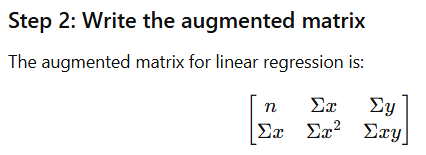 Step 2: Write the augmented matrix
The augmented matrix for linear regression is:
n Σx Σy
Σx Σx² Σxy